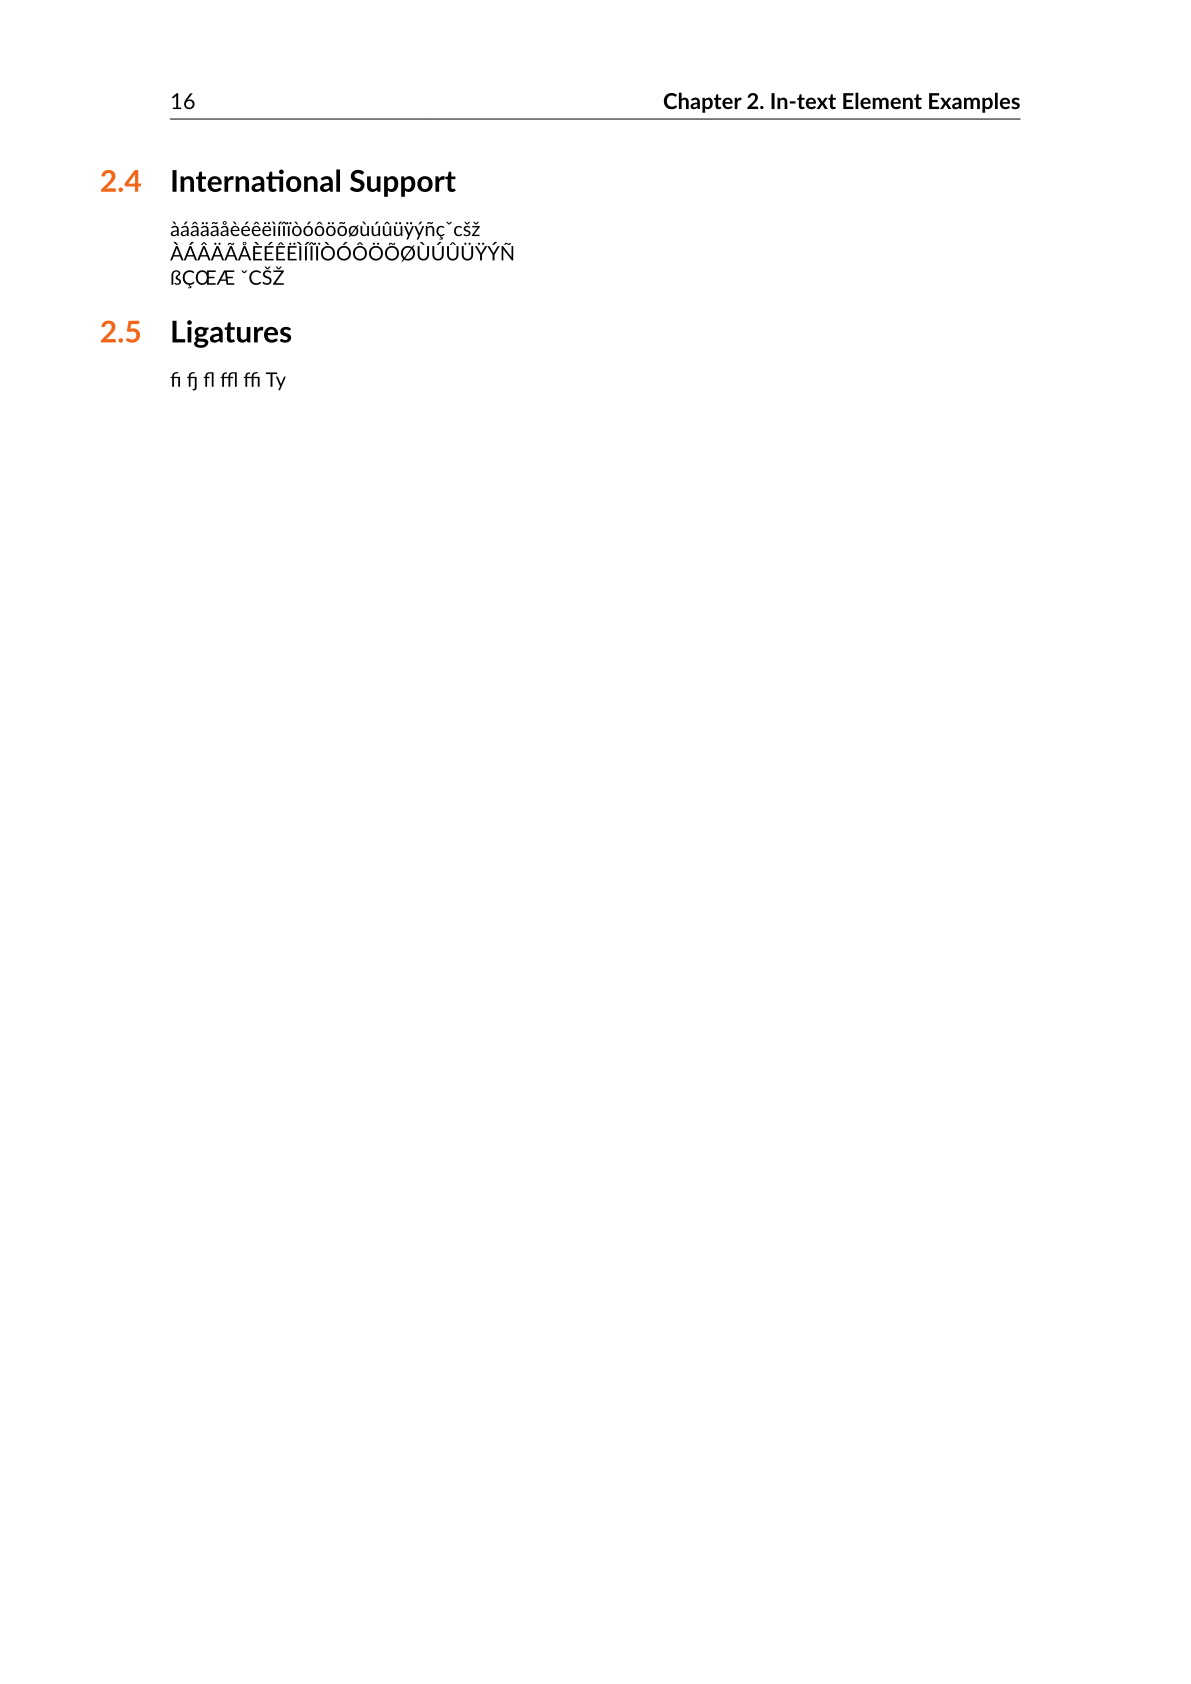 16 Chapter 2. In-text Element Examples
2.4 International Support
àáâäãåèéêëìíîïòóôöõøùúûüÿýñçˇcšž
ÀÁÂÄÃÅÈÉÊËÌÍÎÏÒÓÔÖÕØÙÚÛÜŸÝÑ
ßÇŒÆ ˇCŠŽ
2.5 Ligatures
fi fj fl ffl ffi Ty